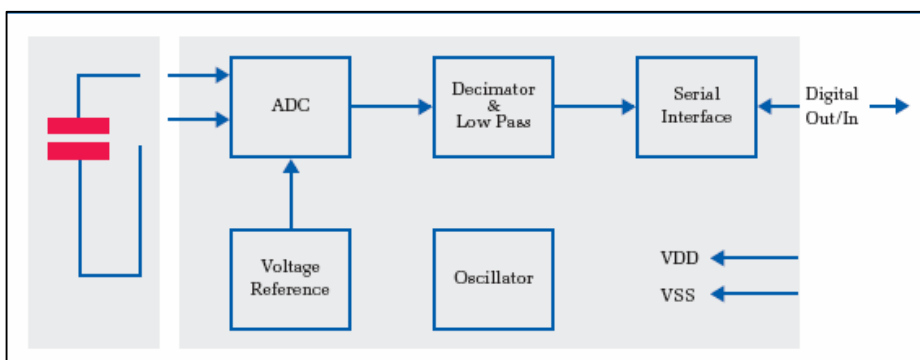 ADC
Decimator
&
Low Pass
Serial
Interface
Digital
Out/In
Voltage
Reference
Oscillator
VDD
VSS